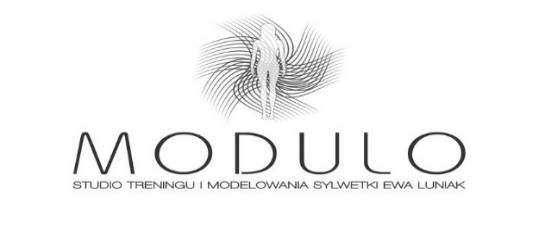 MODULO
STUDIO TRENINGU I MODELOWANIA SYLWETKI EWA LUNIAK